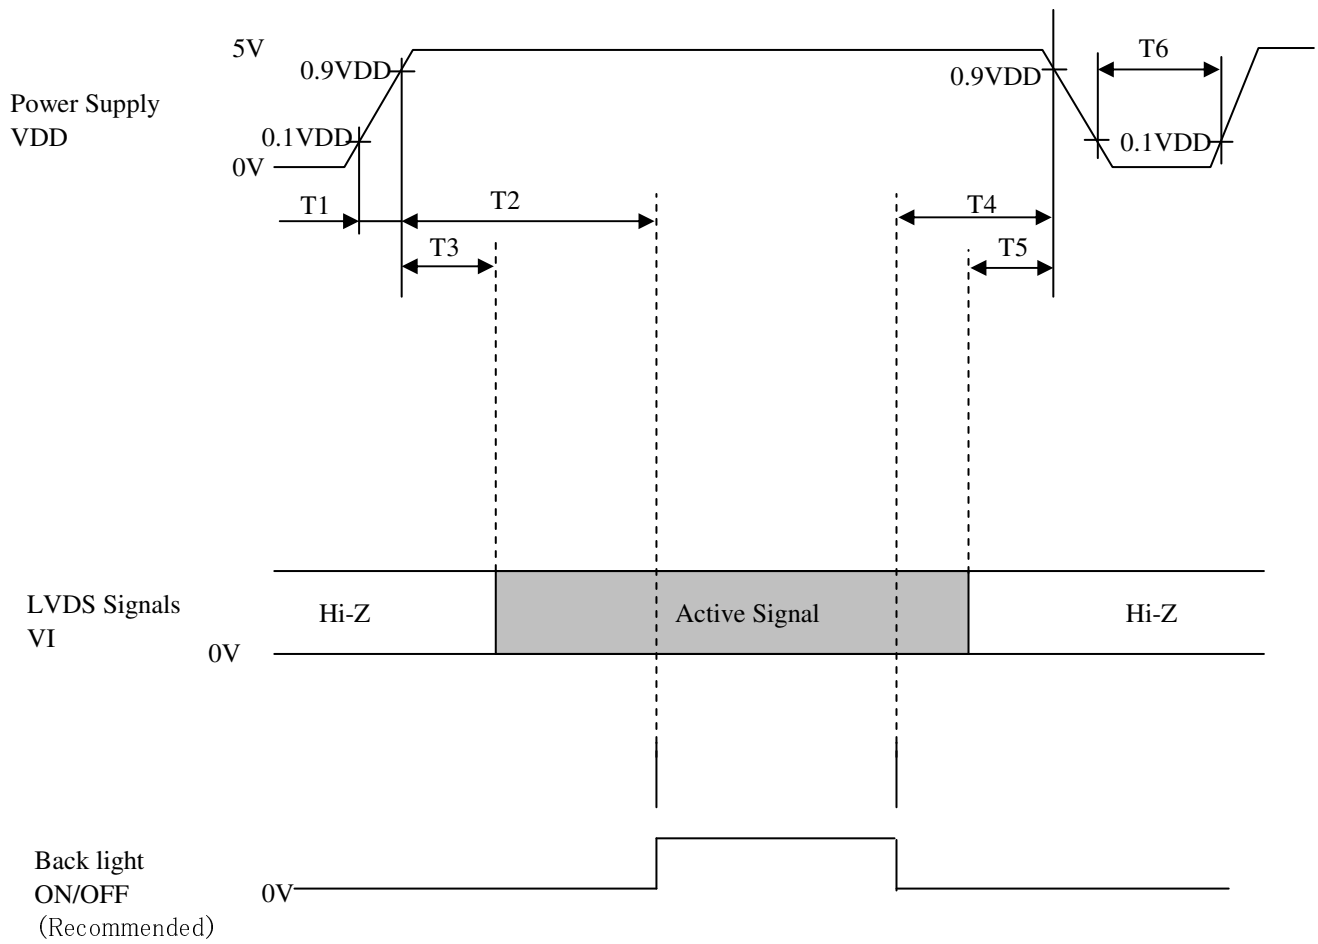 5V
0.9VDD
0.9VDD
T6
Power Supply
VDD
0.1VDD
0.1VDD
0V
T1
T2
T4
T3
T5
LVDS Signals
VI
Hi-Z
Active Signal
Hi-Z
0V
Back light
ON/OFF
(Recommended)
0V